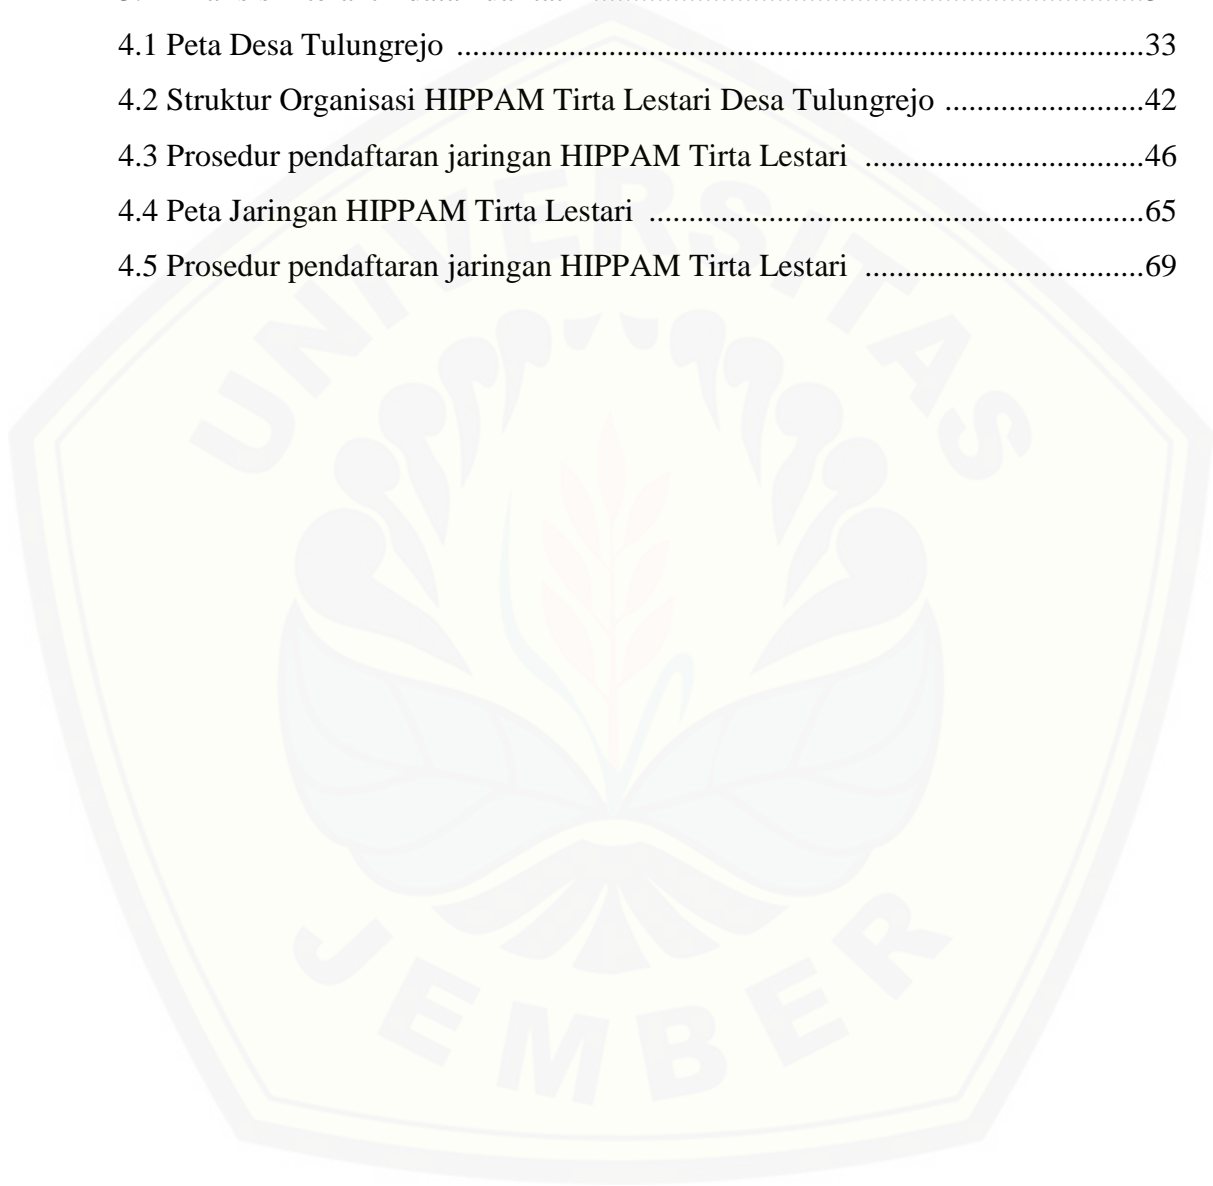 4.1 Peta Desa Tulungrejo ......................................................................................33
4.2 Struktur Organisasi HIPPAM Tirta Lestari Desa Tulungrejo .........................42
4.3 Prosedur pendaftaran jaringan HIPPAM Tirta Lestari ...................................46
4.4 Peta Jaringan HIPPAM Tirta Lestari ..............................................................65
4.5 Prosedur pendaftaran jaringan HIPPAM Tirta Lestari ...................................69
UNIVERSITAS
JEMBER